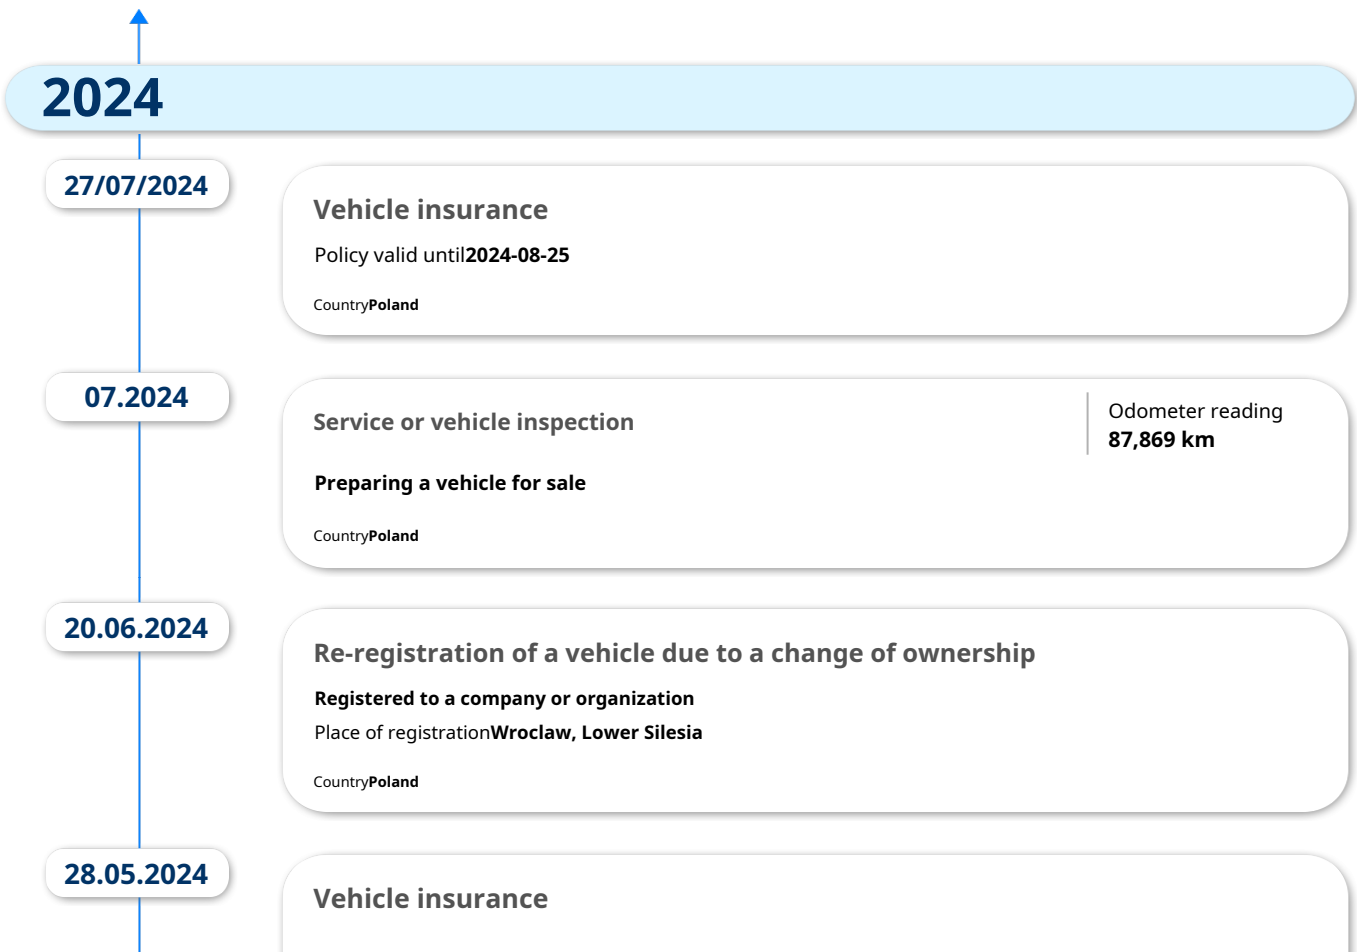 2024
27/07/2024
Vehicle insurance
Policy valid until2024-08-25
CountryPoland
07.2024
Service or vehicle inspection
Odometer reading
87,869 km
Preparing a vehicle for sale
CountryPoland
20.06.2024
Re-registration of a vehicle due to a change of ownership
Registered to a company or organization
Place of registrationWroclaw, Lower Silesia
CountryPoland
28.05.2024
Vehicle insurance